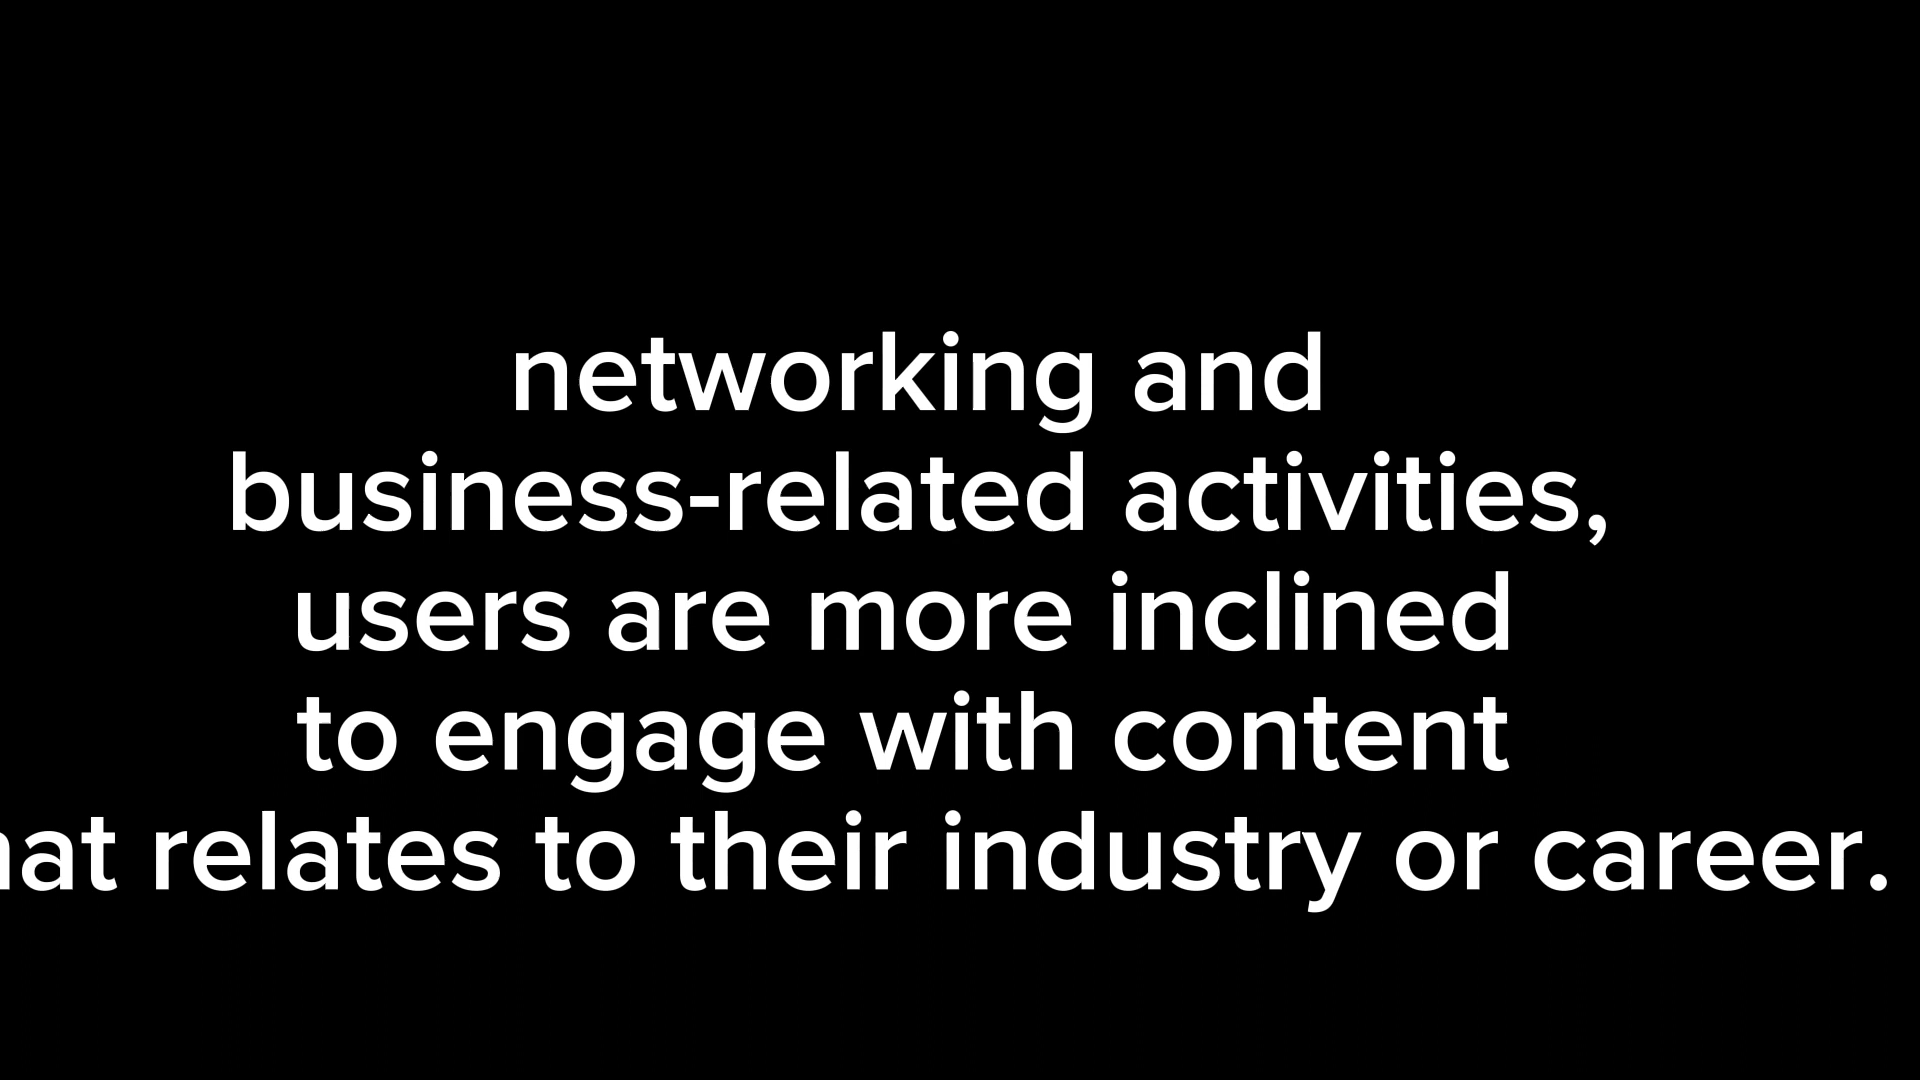 networking and
business-related activities,
users are more inclined
to engage with content
hat relates to their industry or career.